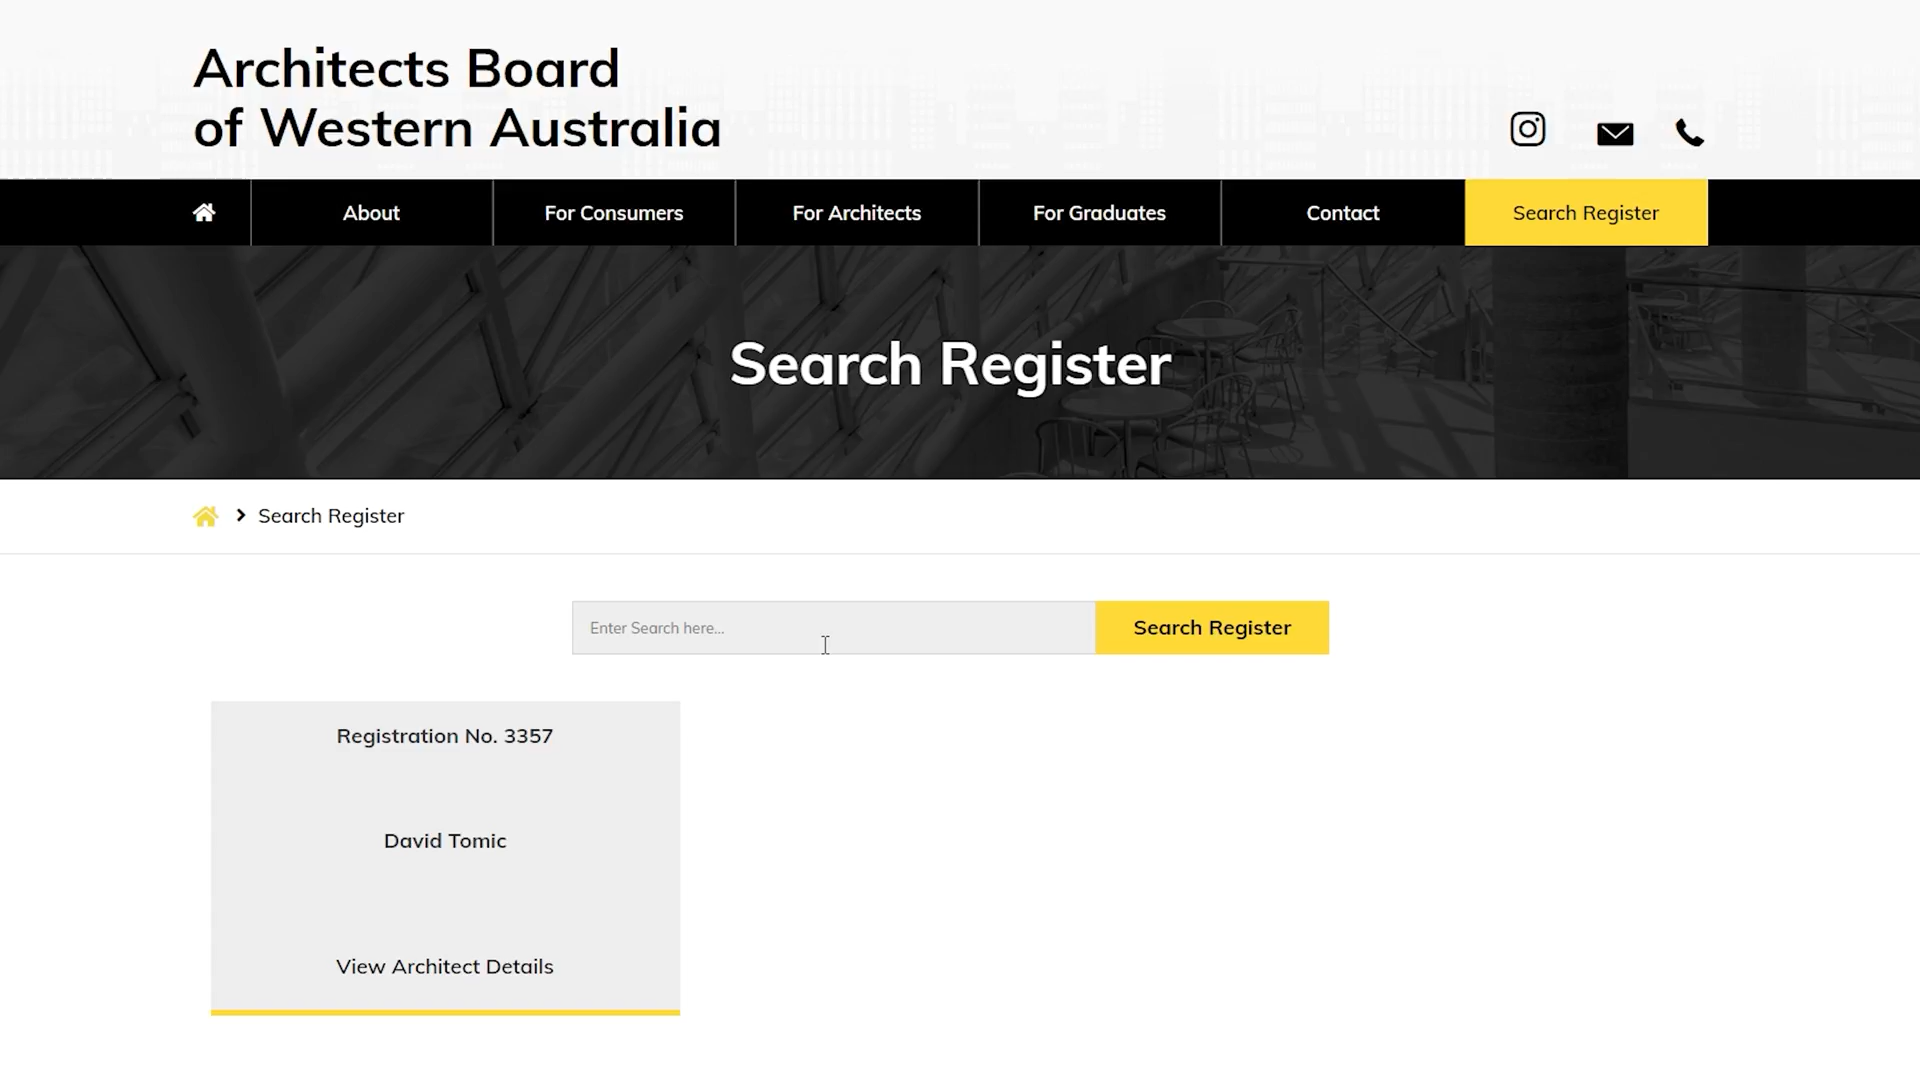 Architects Board
of Western Australia
About
For Consumers
For Architects
For Graduates
Contact
Search Register
Search Register
Search Register
Enter Search here...
Search Register
Registration No. 3357
David Tomic
View Architect Details